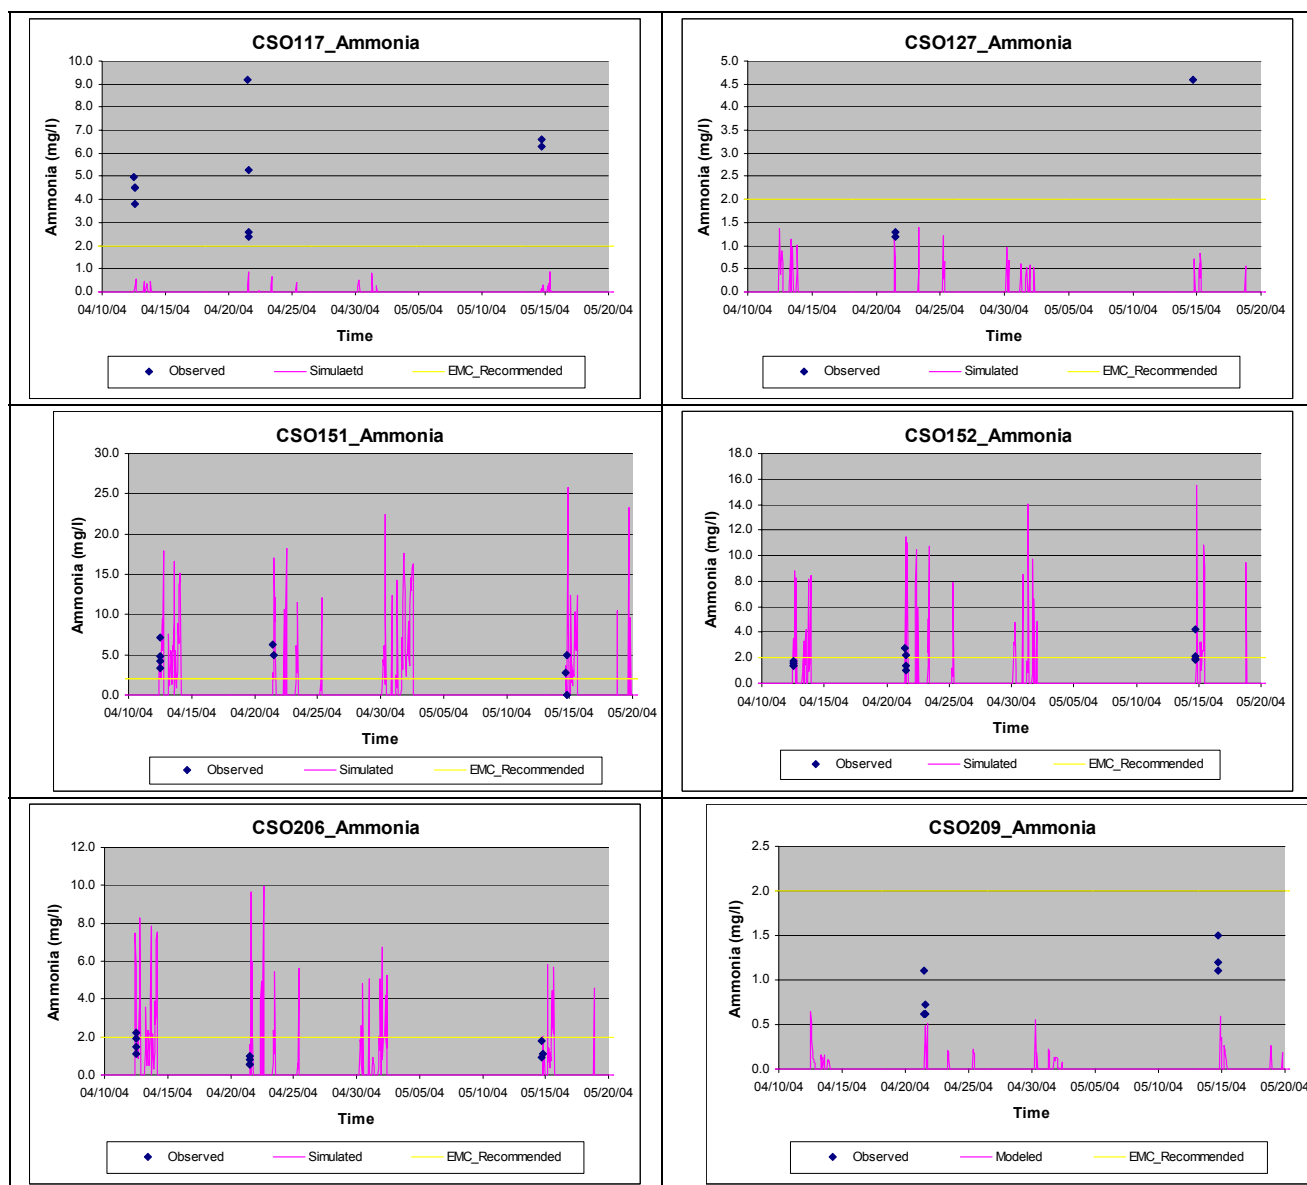 CSO117_Ammonia
Ammonia (mg/l)
10.0
9.0
8.0
7.0
6.0
5.0
4.0
3.0
2.0
1.0
0.0
04/10/04 04/15/04 04/20/04 04/25/04 04/30/04 05/05/04 05/10/04 05/15/04 05/20/04
Time
Observed Simulaetd EMC_Recommended
CSO127_Ammonia
Ammonia (mg/l)
5.0
4.5
4.0
3.5
3.0
2.5
2.0
1.5
1.0
0.5
0.0
04/10/04 04/15/04 04/20/04 04/25/04 04/30/04 05/05/04 05/10/04 05/15/04 05/20/04
Time
Observed Simulated EMC_Recommended
CSO151_Ammonia
Ammonia (mg/l)
30.0
25.0
20.0
15.0
10.0
5.0
0.0
04/10/04 04/15/04 04/20/04 04/25/04 04/30/04 05/05/04 05/10/04 05/15/04 05/20/04
Time
Observed Simulated EMC_Recommended
CSO152_Ammonia
Ammonia (mg/l)
18.0
16.0
14.0
12.0
10.0
8.0
6.0
4.0
2.0
0.0
04/10/04 04/15/04 04/20/04 04/25/04 04/30/04 05/05/04 05/10/04 05/15/04 05/20/04
Time
Observed Simulated EMC_Recommended
CSO206_Ammonia
Ammonia (mg/l)
12.0
10.0
8.0
6.0
4.0
2.0
0.0
04/10/04 04/15/04 04/20/04 04/25/04 04/30/04 05/05/04 05/10/04 05/15/04 05/20/04
Time
Observed Simulated EMC_Recommended
CSO209_Ammonia
Ammonia (mg/l)
2.5
2.0
1.5
1.0
0.5
0.0
04/10/04 04/15/04 04/20/04 04/25/04 04/30/04 05/05/04 05/10/04 05/15/04 05/20/04
Time
Observed Modeled EMC_Recommended